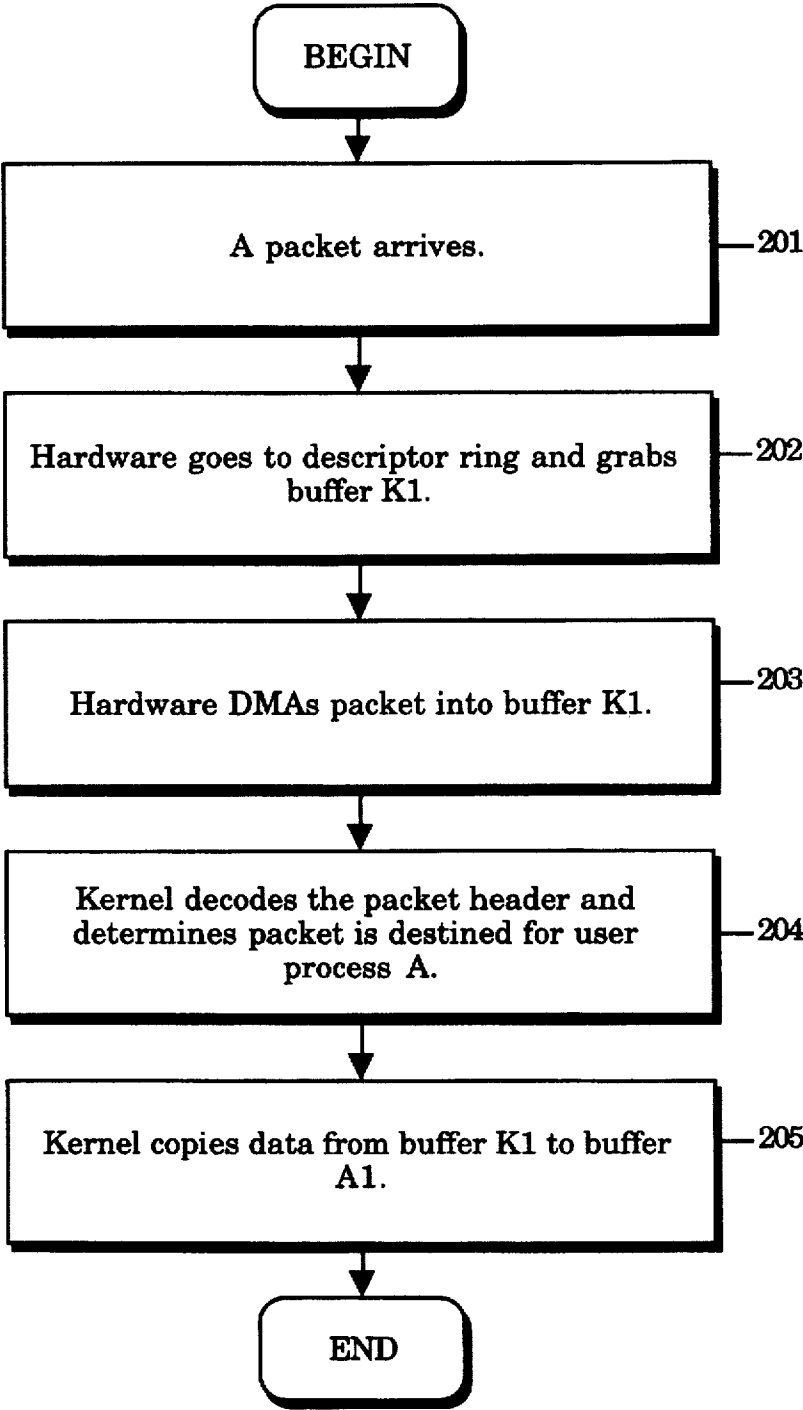 BEGIN
A packet arrives.
201
Hardware goes to descriptor ring and grabs
buffer K1.
202
Hardware DMAs packet into buffer K1.
203
Kernel decodes the packet header and
determines packet is destined for user
process A.
204
Kernel copies data from buffer K1 to buffer
A1.
205
END